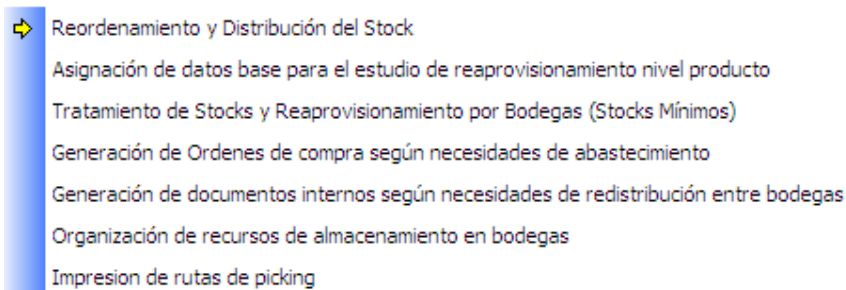 Reordenamiento y Distribución del Stock
Asignación de datos base para el estudio de reaprovisionamiento nivel producto
Tratamiento de Stocks y Reaprovisionamiento por Bodegas (Stocks Mínimos)
Generación de Ordenes de compra según necesidades de abastecimiento
Generación de documentos internos según necesidades de redistribución entre bodegas
Organización de recursos de almacenamiento en bodegas
Impresion de rutas de picking